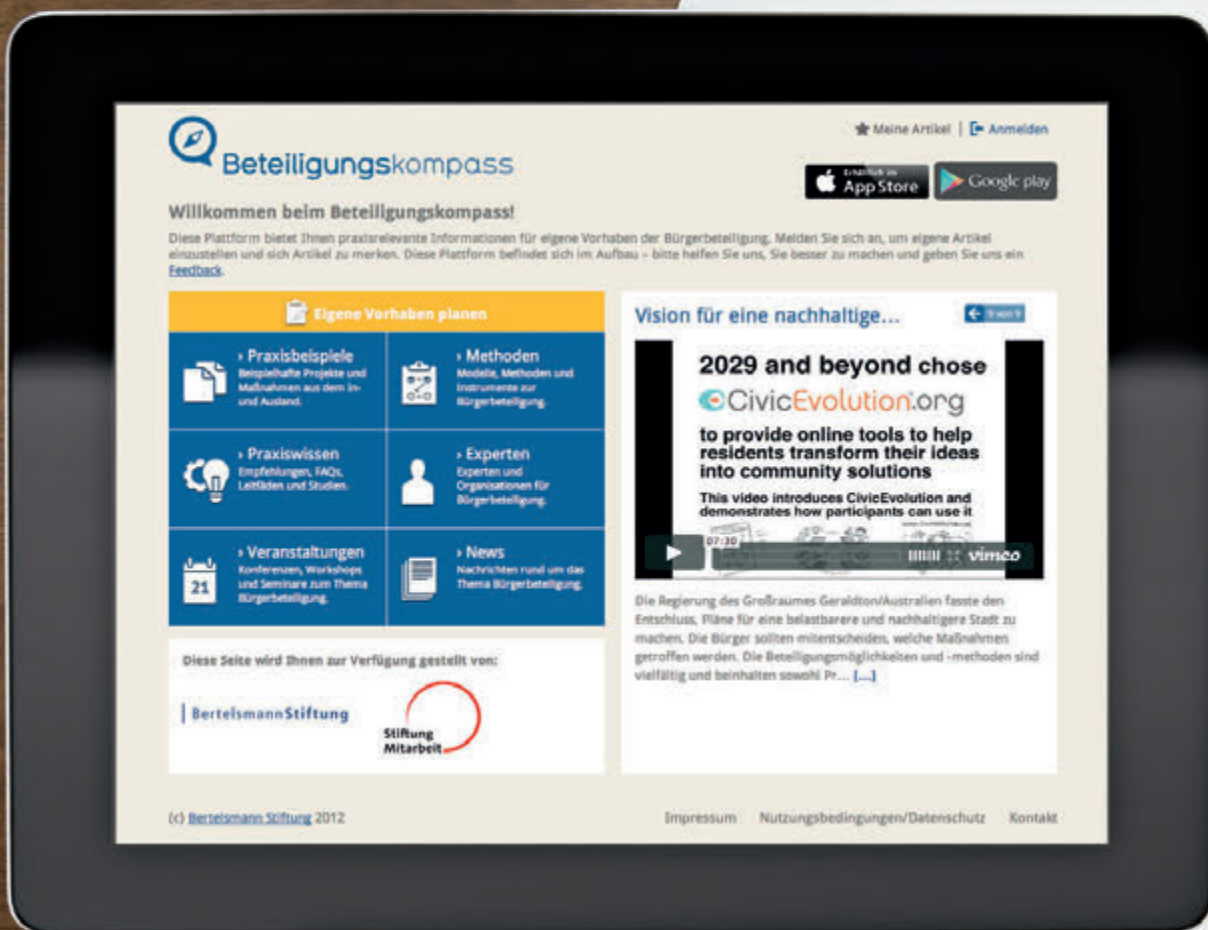 Meine Artikel | Anmelden
Beteiligungskompass
App Store
Google play
Willkommen beim Beteiligungskompass!
Diese Plattform bietet Ihnen praxisrelevante Informationen für eigene Vorhaben der Bürgerbeteiligung. Melden Sie sich an, um eigene Artikel
einzustellen und sich Artikel zu merken. Diese Plattform befindet sich im Aufbau – bitte helfen Sie uns, Sie besser zu machen und geben Sie uns ein
Feedback.
Eigene Vorhaben planen
› Praxisbeispiele
Beispielhafte Projekte und
Maßnahmen aus dem In-
und Ausland.
› Methoden
Modelle, Methoden und
Instrumente zur
Bürgerbeteiligung.
› Praxiswissen
Empfehlungen, FAQs,
Leitfäden und Studien.
› Experten
Experten und
Organisationen für
Bürgerbeteiligung.
21
› Veranstaltungen
Konferenzen, Workshops
und Seminare zum Thema
Bürgerbeteiligung.
› News
Nachrichten rund um das
Thema Bürgerbeteiligung.
Diese Seite wird Ihnen zur Verfügung gestellt von:
BertelsmannStiftung
Stiftung
Mitarbeit
Vision für eine nachhaltige...
9 von 9
2029 and beyond chose
CivicEvolution.org
to provide online tools to help
residents transform their ideas
into community solutions
This video introduces CivicEvolution and
demonstrates how participants can use it
07:30
vimeo
Die Regierung des Großraumes Geraldton/Australien fasste den
Entschluss, Pläne für eine belastbarere und nachhaltigere Stadt zu
machen. Die Bürger sollten mitentscheiden, welche Maßnahmen
getroffen werden. Die Beteiligungsmöglichkeiten und -methoden sind
vielfältig und beinhalten sowohl Pr... [...]
(c) Bertelsmann Stiftung 2012
Impressum Nutzungsbedingungen/Datenschutz Kontakt